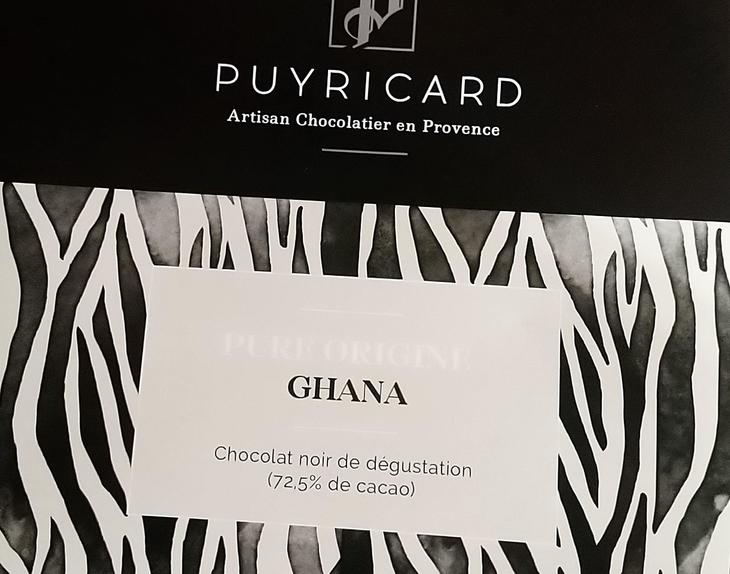 PUYRICARD
Artisan Chocolatier en Provence
PURE ORIGINE
GHANA
Chocolat noir de dégustation
(72,5% de cacao)